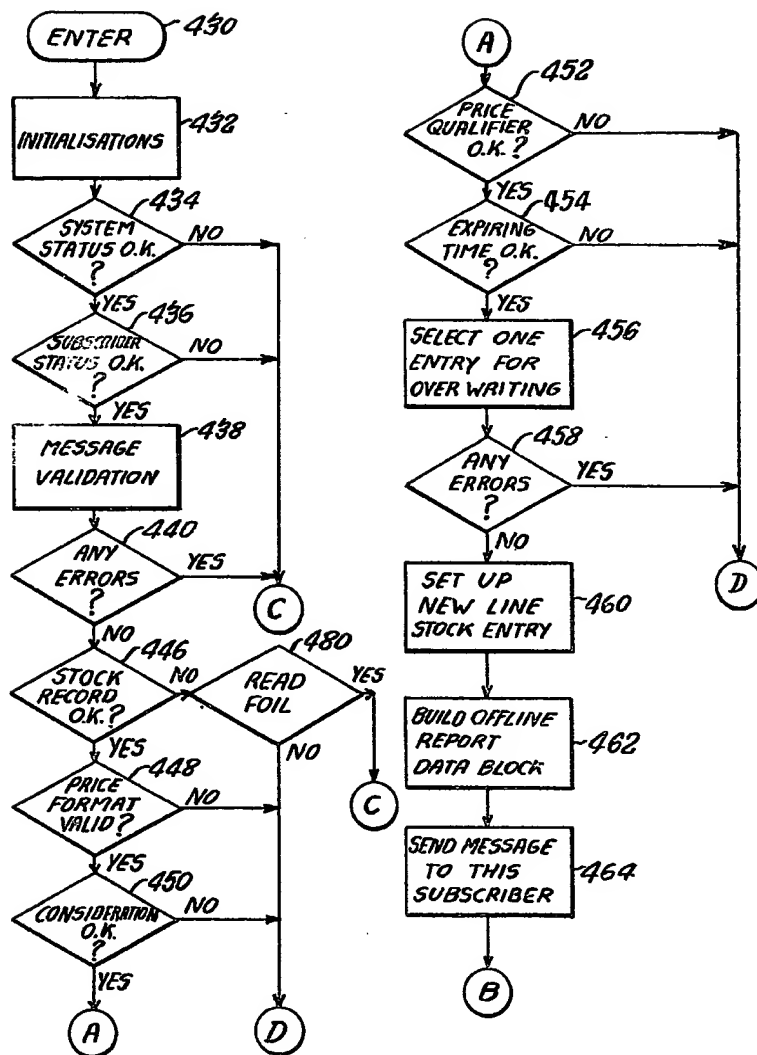 ENTER
430
INITIALISATIONS
432
434
SYSTEM
STATUS O.K.
?
NO
YES
436
SUBSCRIDER
STATUS O.K.
?
NO
YES
438
MESSAGE
VALIDATION
440
ANY
ERRORS
?
YES
C
NO
446
STOCK
RECORD
O.K.?
NO
480
READ
FOIL
YES
C
NO
YES
448
PRICE
FORMAT
VALID?
NO
YES
450
CONSIDERATION
O.K.
?
NO
YES
A
D
A
452
PRICE
QUALIFIER
O.K.?
NO
YES
454
EXPIRING
TIME O.K.
?
NO
YES
SELECT ONE
ENTRY FOR
OVER WRITING
456
458
ANY
ERRORS
?
YES
D
NO
SET UP
NEW LINE
STOCK ENTRY
460
BUILD OFFLINE
REPORT
DATA BLOCK
462
SEND MESSAGE
TO THIS
SUBSCRIBER
464
B